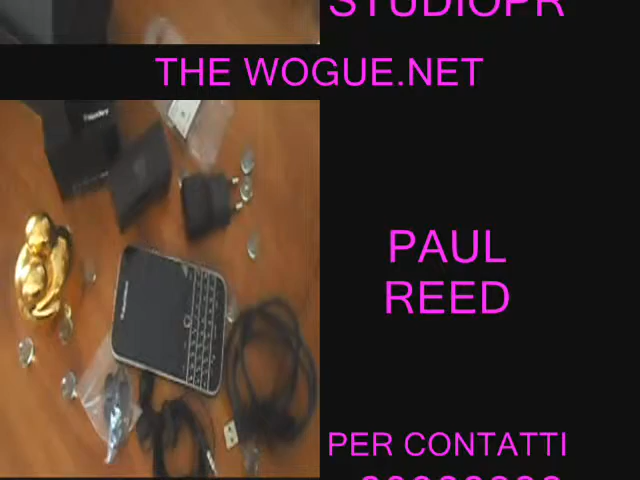 STUDIOPR
THE WOGUE.NET
PAUL
REED
PER CONTATTI